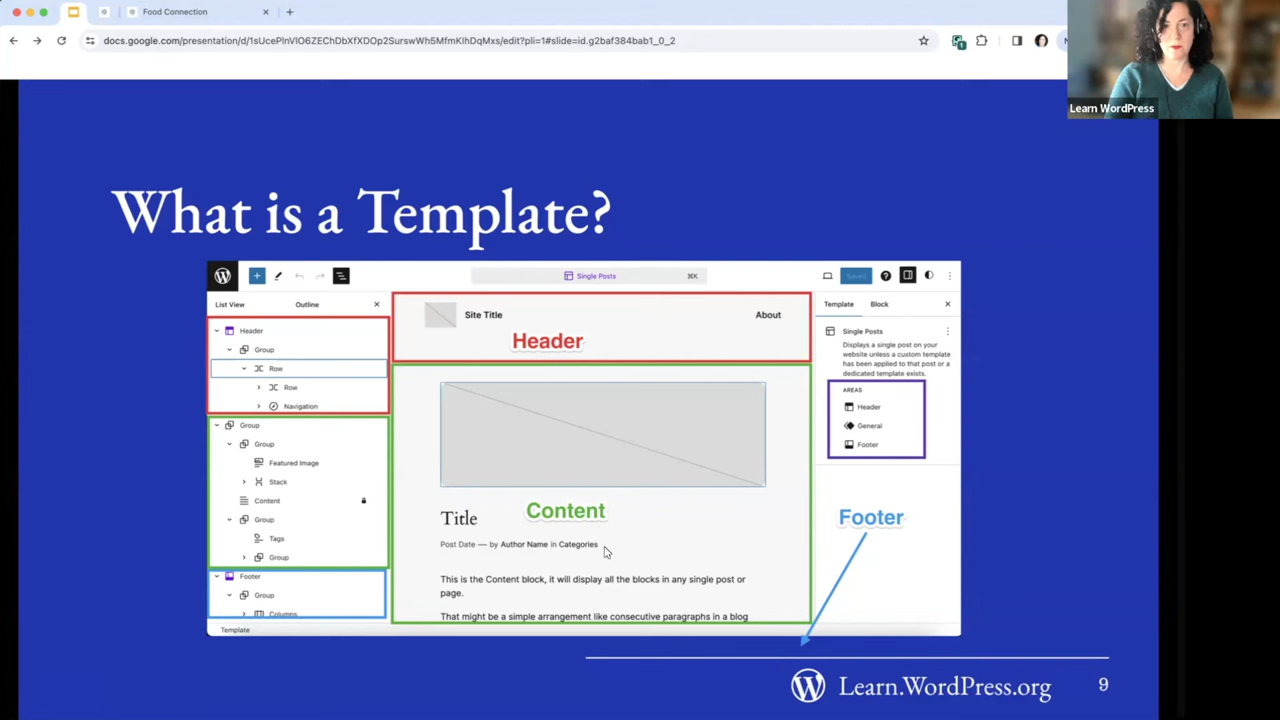 Food Connection
docs.google.com/presentation/d/1sUcePlnVlO6ZEChDbXfXDOp2SurswWh5MfmKlhDqMxs/edit?pli=1#slide=id.g2baf384bab1_0_2
Learn WordPress
What is a Template?
Single Posts
⌘K
Saved
List View
Outline
Header
Group
Row
Row
Navigation
Group
Group
Featured Image
Stack
Content
Group
Tags
Group
Footer
Group
Columns
Template
Site Title
About
Header
Content
Title
Post Date — by Author Name in Categories
This is the Content block, it will display all the blocks in any single post or
page.
That might be a simple arrangement like consecutive paragraphs in a blog
Template
Block
Single Posts
Displays a single post on your
website unless a custom template
has been applied to that post or a
dedicated template exists.
AREAS
Header
General
Footer
Footer
Learn.WordPress.org
9